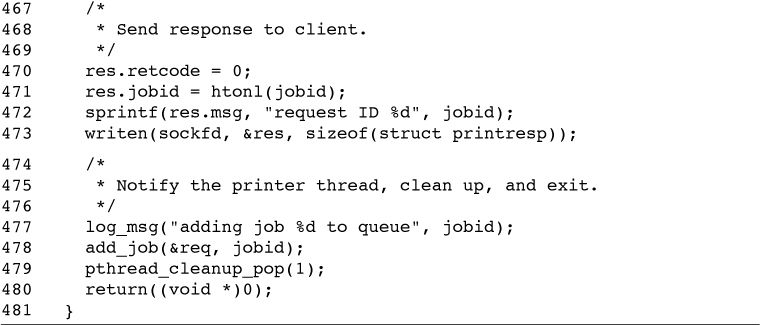 467 /*
468 * Send response to client.
469 */
470 res.retcode = 0;
471 res.jobid = htonl(jobid);
472 sprintf(res.msg, "request ID %d", jobid);
473 writen(sockfd, &res, sizeof(struct printresp));
474 /*
475 * Notify the printer thread, clean up, and exit.
476 */
477 log_msg("adding job %d to queue", jobid);
478 add_job(&req, jobid);
479 pthread_cleanup_pop(1);
480 return((void *)0);
481 }